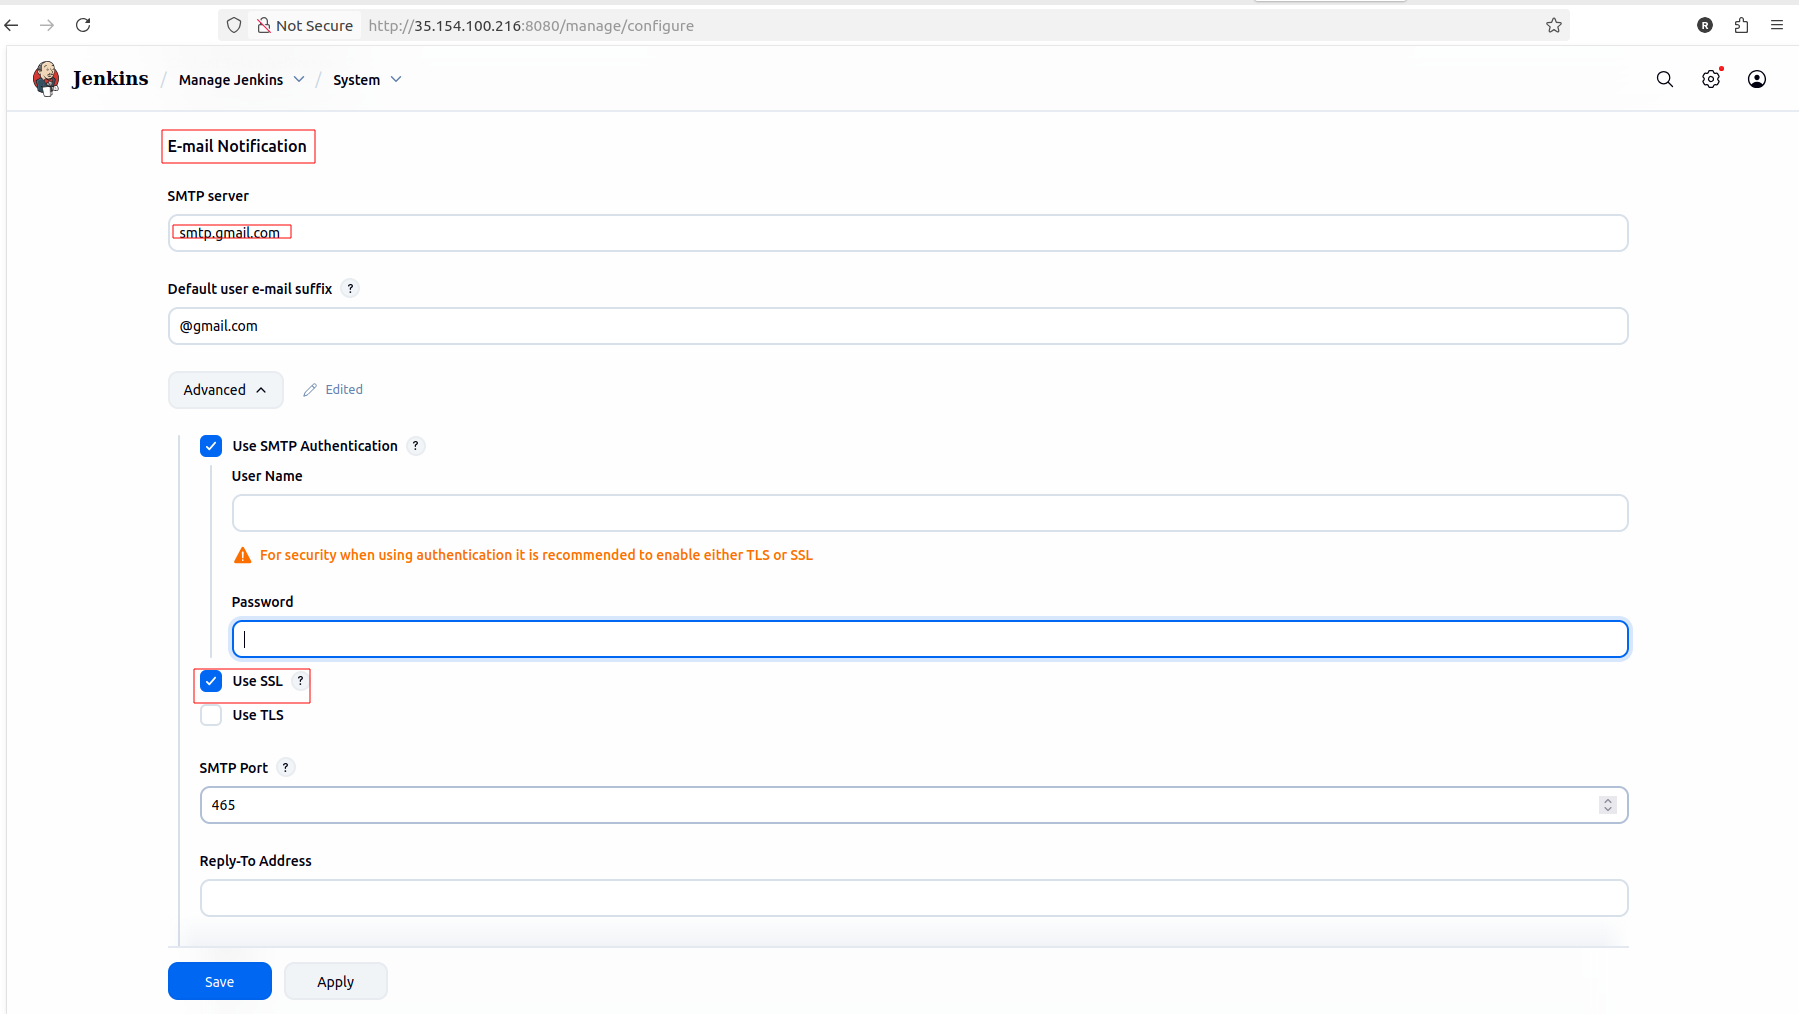 Not Secure http://35.154.100.216:8080/manage/configure R
Jenkins / Manage Jenkins / System
E-mail Notification
SMTP server
smtp.gmail.com
Default user e-mail suffix ?
@gmail.com
Advanced Edited
Use SMTP Authentication ?
User Name
For security when using authentication it is recommended to enable either TLS or SSL
Password
Use SSL ?
Use TLS
SMTP Port ?
465
Reply-To Address
Save Apply